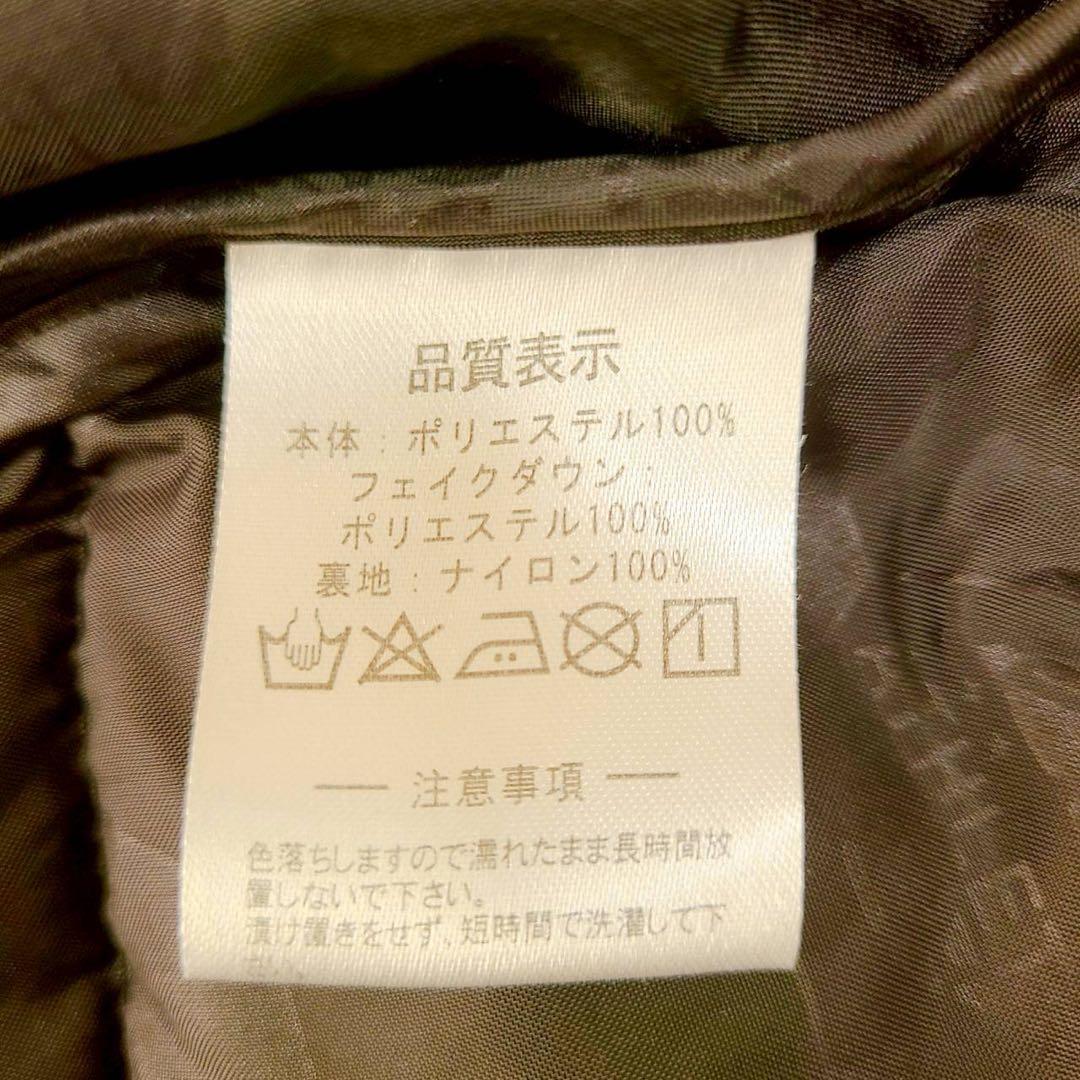 品質表示
本体：ポリエステル100%
フェイクダウン：
ポリエステル100%
裏地：ナイロン100%
注意事項
色落ちしますので濡れたまま長時間放
置しないで下さい。
漬け置きをせず、短時間で洗濯して下
さい。